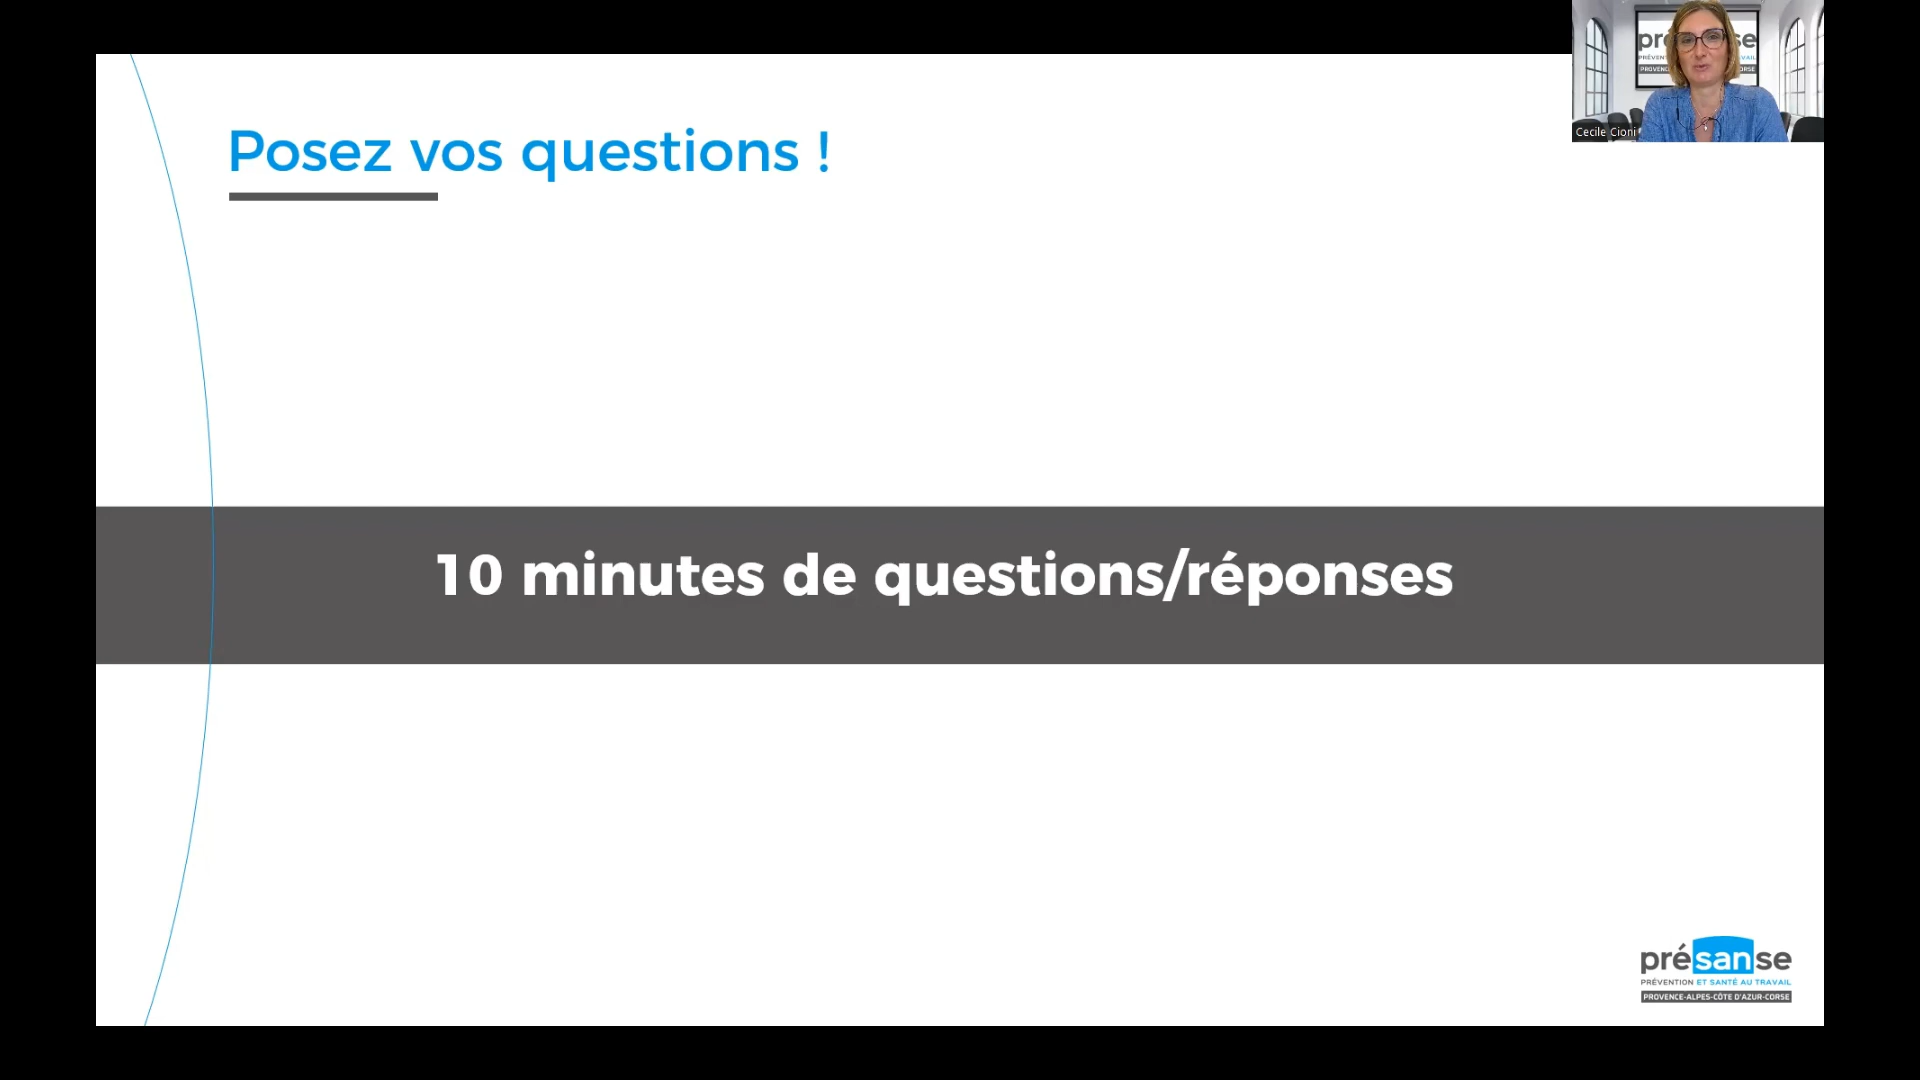 Posez vos questions !
Cecile Cioni
10 minutes de questions/réponses
présanse
PRÉVENTION ET SANTÉ AU TRAVAIL
PROVENCE-ALPES-CÔTE D'AZUR-CORSE